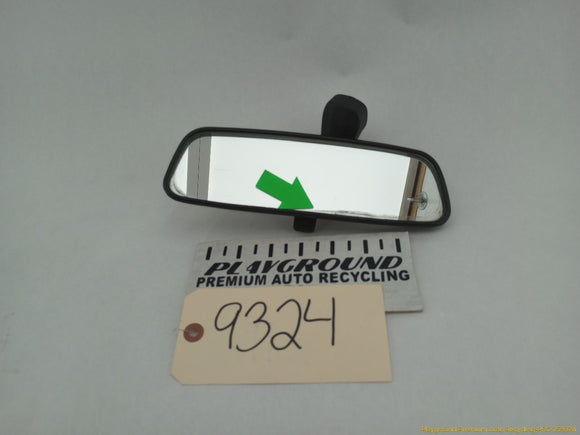 PLAYGROUND
PREMIUM AUTO RECYCLING
9324